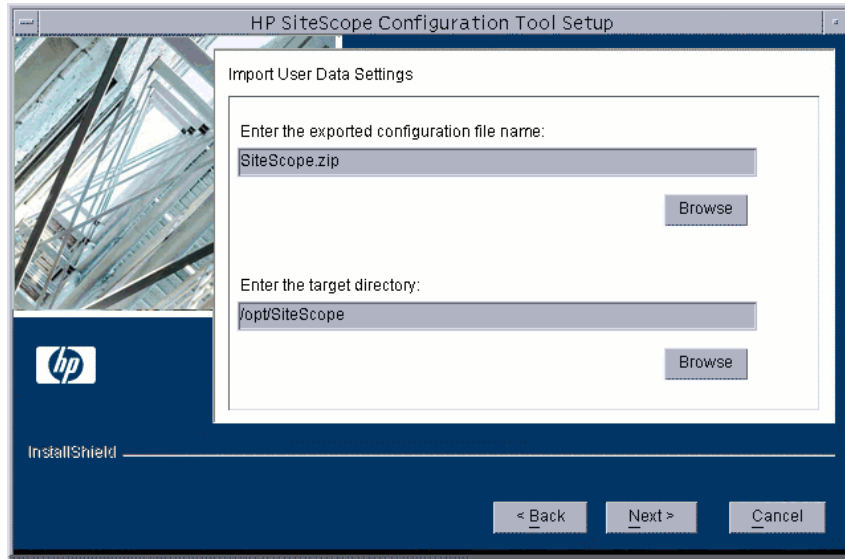 HP SiteScope Configuration Tool Setup
Import User Data Settings
Enter the exported configuration file name:
SiteScope.zip
Browse
Enter the target directory:
/opt/SiteScope
Browse
hp
InstallShield
< Back
Next >
Cancel